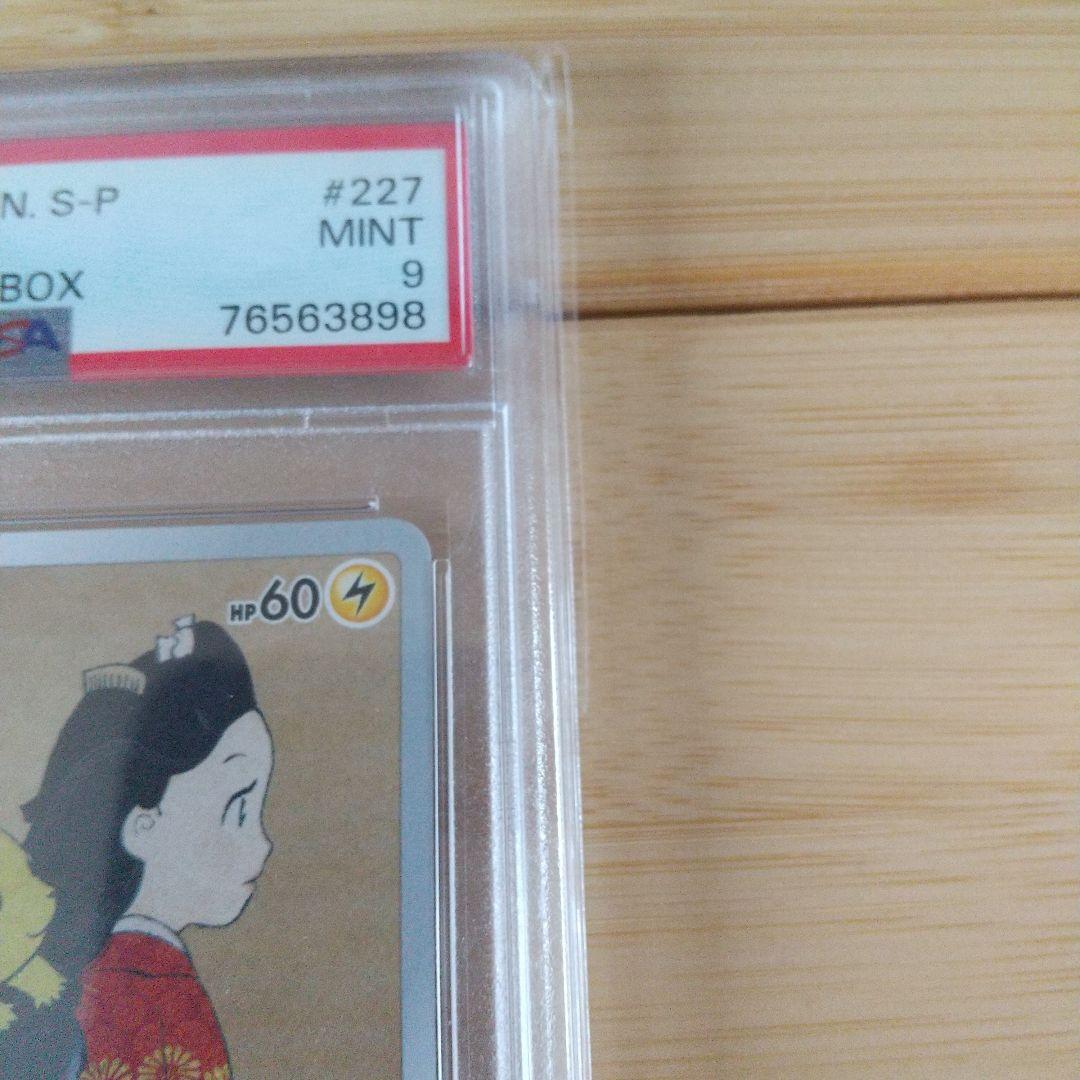 N. S-P #227
MINT
BOX 9
SA 76563898
HP60